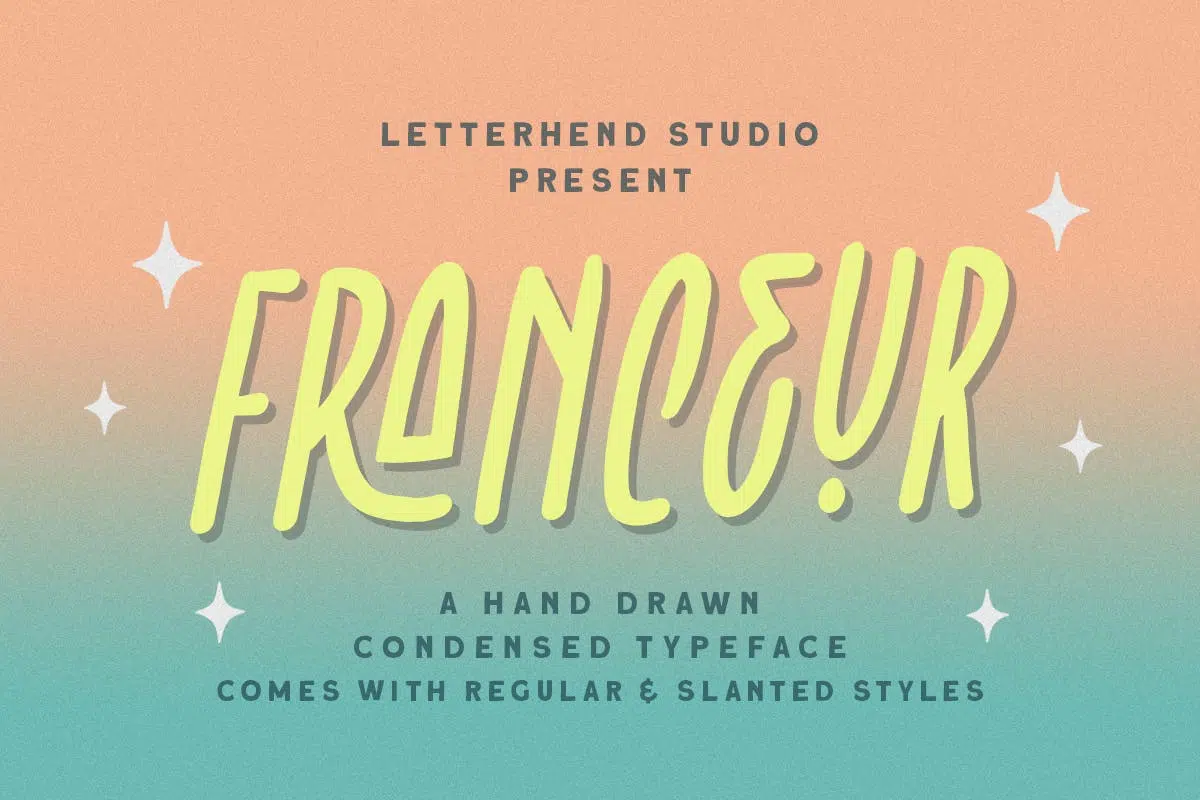 LETTERHEND STUDIO
PRESENT
FRANCEUR
A HAND DRAWN
CONDENSED TYPEFACE
COMES WITH REGULAR & SLANTED STYLES